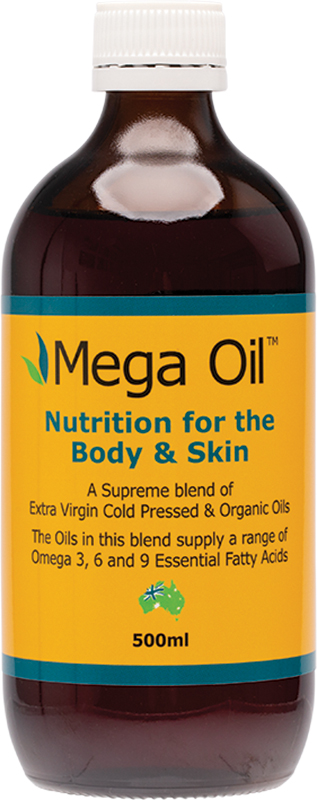 Mega Oil™
Nutrition for the
Body & Skin
A Supreme blend of
Extra Virgin Cold Pressed & Organic Oils
The Oils in this blend supply a range of
Omega 3, 6 and 9 Essential Fatty Acids
500ml